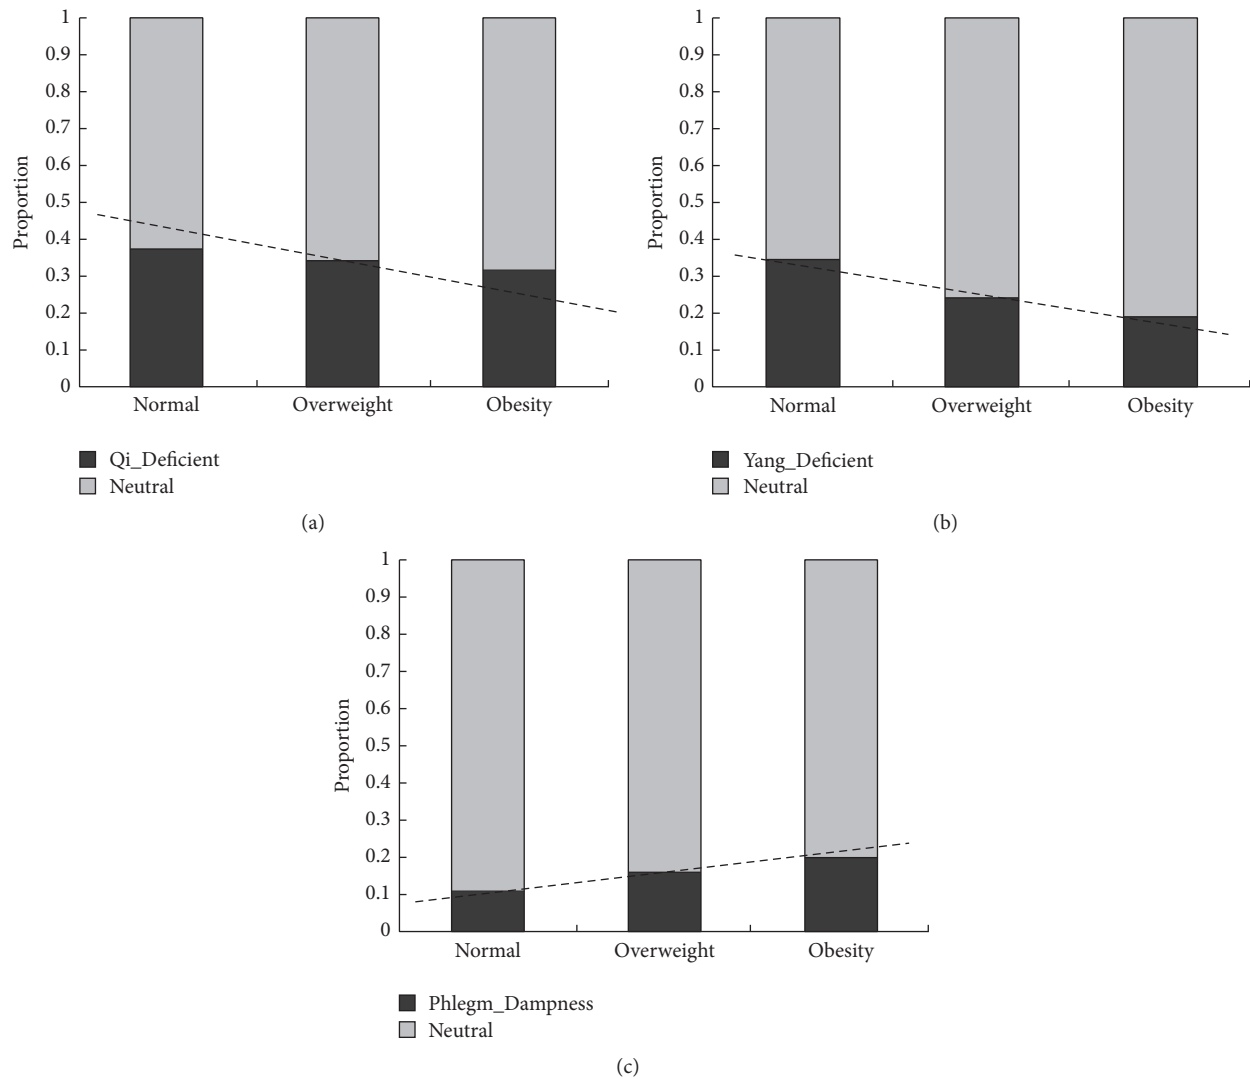 1
0.9
0.8
0.7
0.6
0.5
0.4
0.3
0.2
0.1
0
Proportion
Normal Overweight Obesity
Qi_Deficient
Neutral
(a)
1
0.9
0.8
0.7
0.6
0.5
0.4
0.3
0.2
0.1
0
Proportion
Normal Overweight Obesity
Yang_Deficient
Neutral
(b)
1
0.9
0.8
0.7
0.6
0.5
0.4
0.3
0.2
0.1
0
Proportion
Normal Overweight Obesity
Phlegm_Dampness
Neutral
(c)